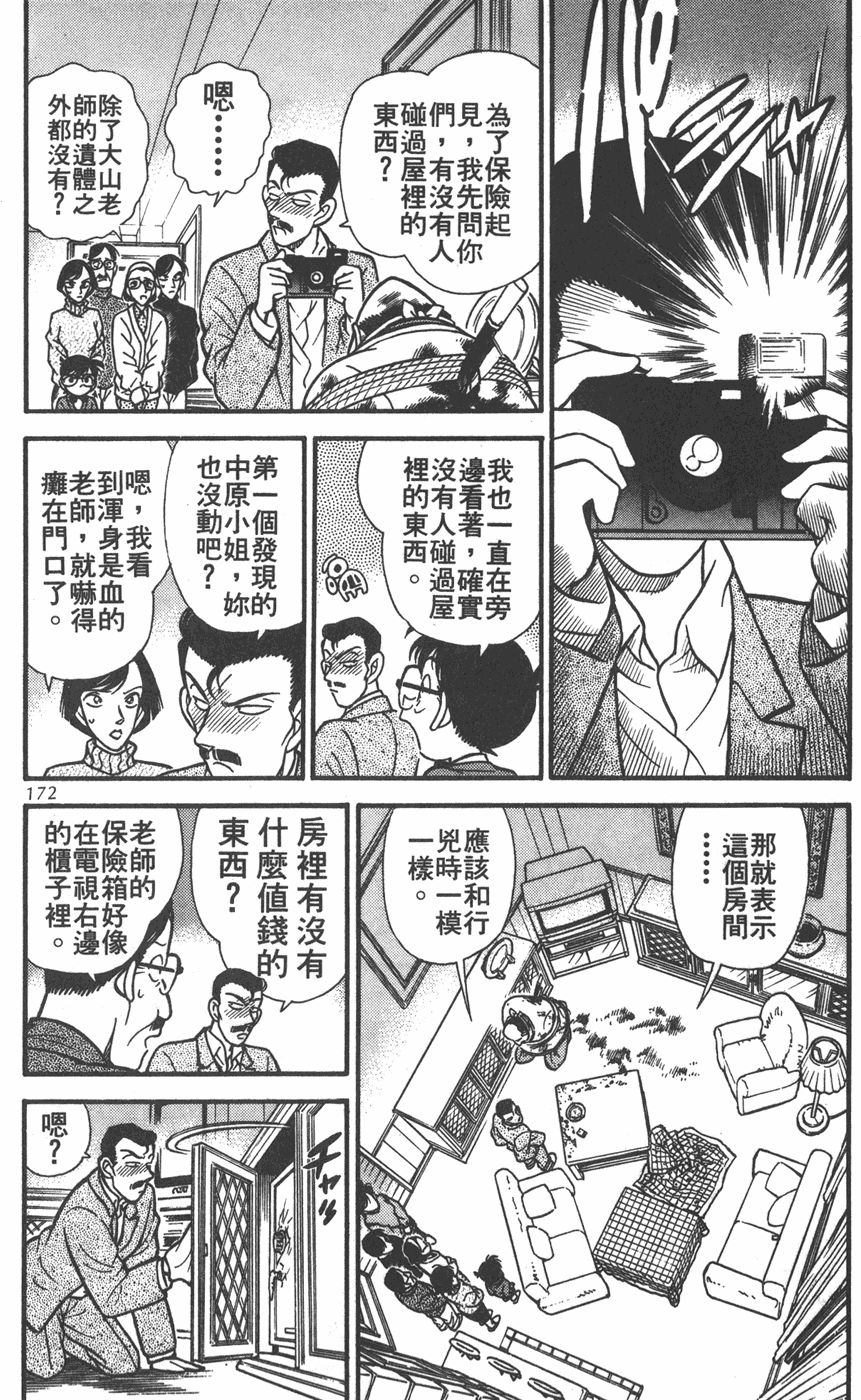 パシャッ
為了保險起
見，我先問你
們，有沒有人
碰過屋裡的
東西？
嗯……
除了大山老
師的遺體之
外都沒有？
我也一直在旁
邊看著，確實
沒有人碰過屋
裡的東西。
第一個發現的
中原小姐，妳
也沒動吧？
嗯，我看
到渾身是血的
老師，就嚇得
癱在門口了。
172
那就表示
這個房間
……
應該和行
兇時一模
一樣。
房裡有沒有
什麼值錢的
東西？
老師的
保險箱好像
在電視右邊
的櫃子裡。
嗯？